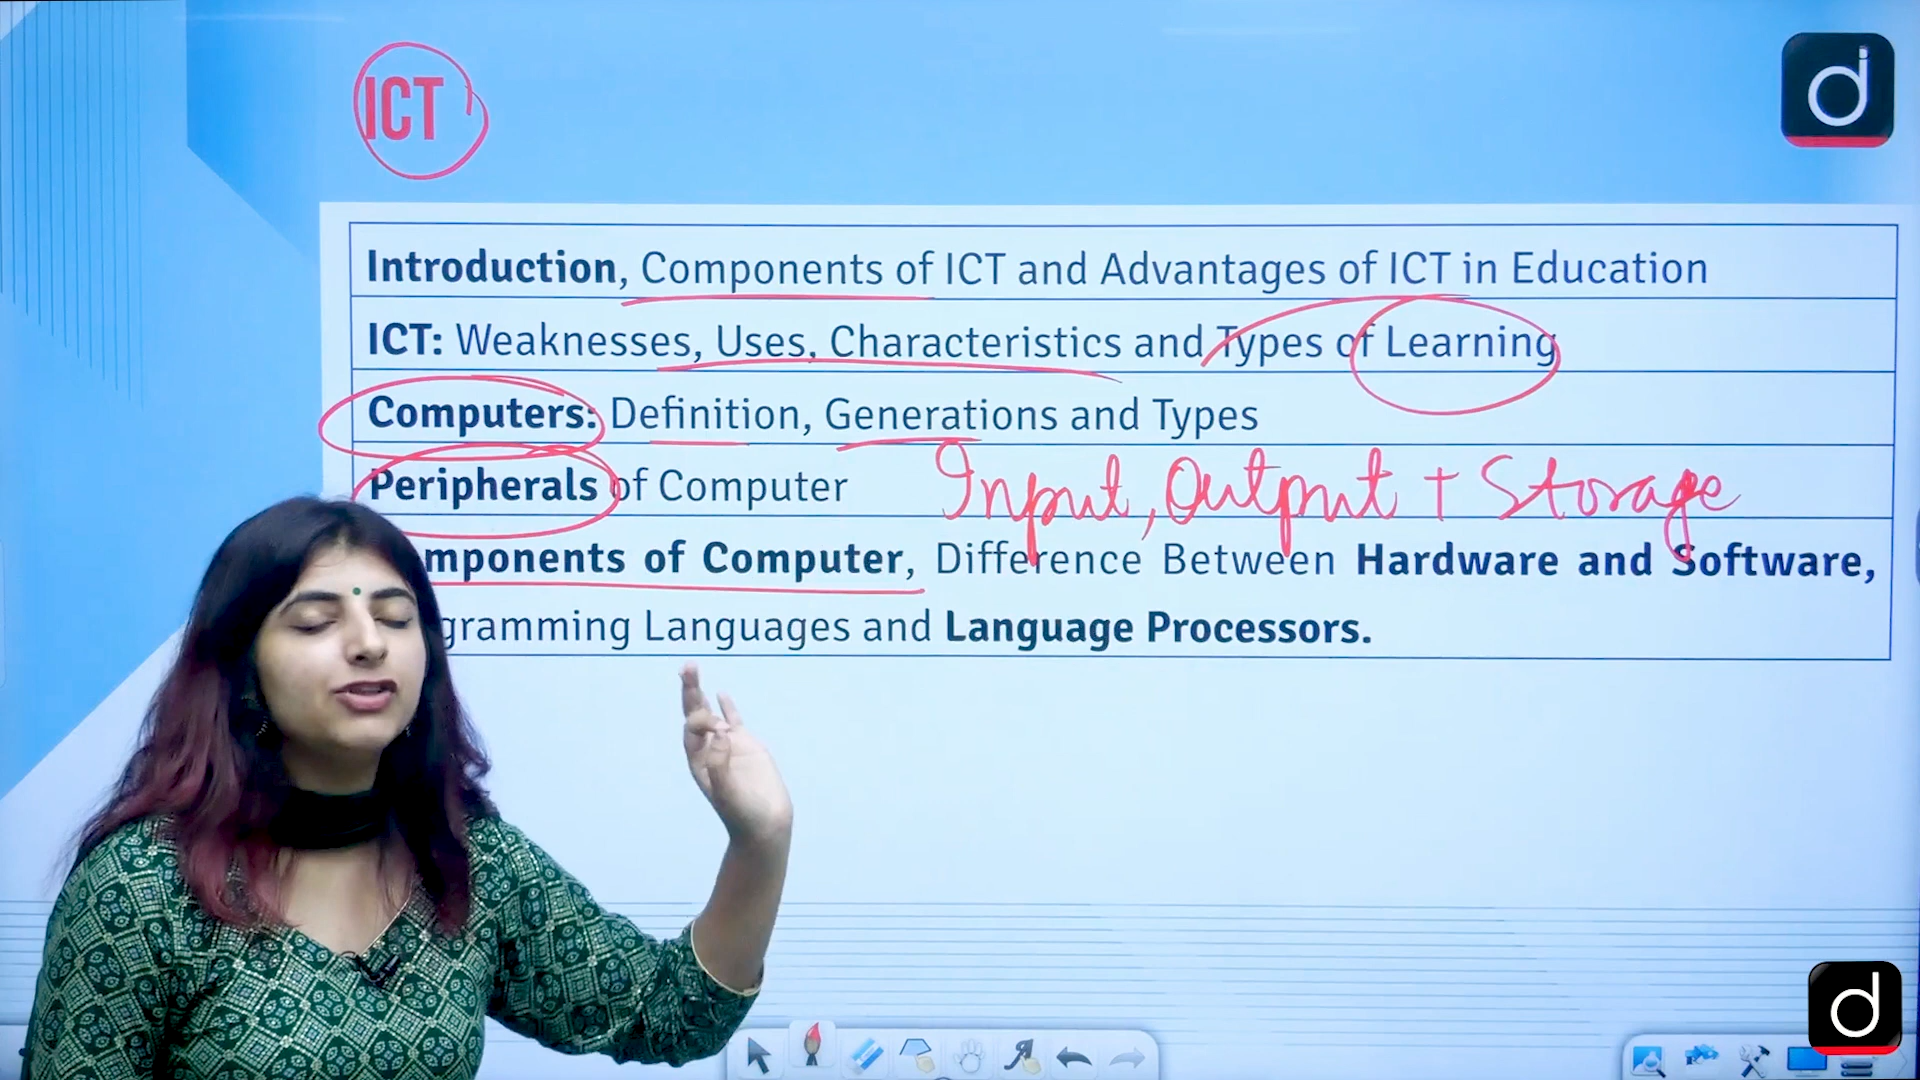 ICT
d
Introduction, Components of ICT and Advantages of ICT in Education
ICT: Weaknesses, Uses, Characteristics and Types of Learning
Computers: Definition, Generations and Types
Peripherals of Computer Input, Output + Storage
mponents of Computer, Difference Between Hardware and Software,
gramming Languages and Language Processors.
d